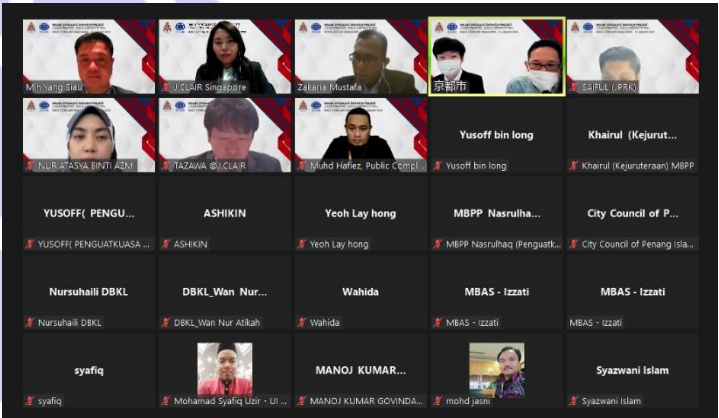 Min Yang Siau
J.CLAIR Singapore
Zakaria Mustafa
京都市
SAIFUL (JPRK)
NUR ATASYA BINTI AZMI
TAZAWA @J.CLAIR
Muhd Hafiez, Public Compl...
Yusoff bin long
Yusoff bin long
Khairul (Kejurut...
Khairul (Kejuruteraan) MBPP
YUSOFF( PENGU...
YUSOFF( PENGUATKUASA ...
ASHIKIN
ASHIKIN
Yeoh Lay hong
Yeoh Lay hong
MBPP Nasrulha...
MBPP Nasrulhaq (Penguatk...
City Council of P...
City Council of Penang Isla...
Nursuhaili DBKL
Nursuhaili DBKL
DBKL_Wan Nur...
DBKL_Wan Nur Atikah
Wahida
Wahida
MBAS - Izzati
MBAS - Izzati
MBAS - Izzati
MBAS - Izzati
syafiq
syafiq
Mohamad Syafiq Uzir - UI ...
MANOJ KUMAR...
MANOJ KUMAR GOVINDA...
mohd jasni
Syazwani Islam
Syazwani Islam